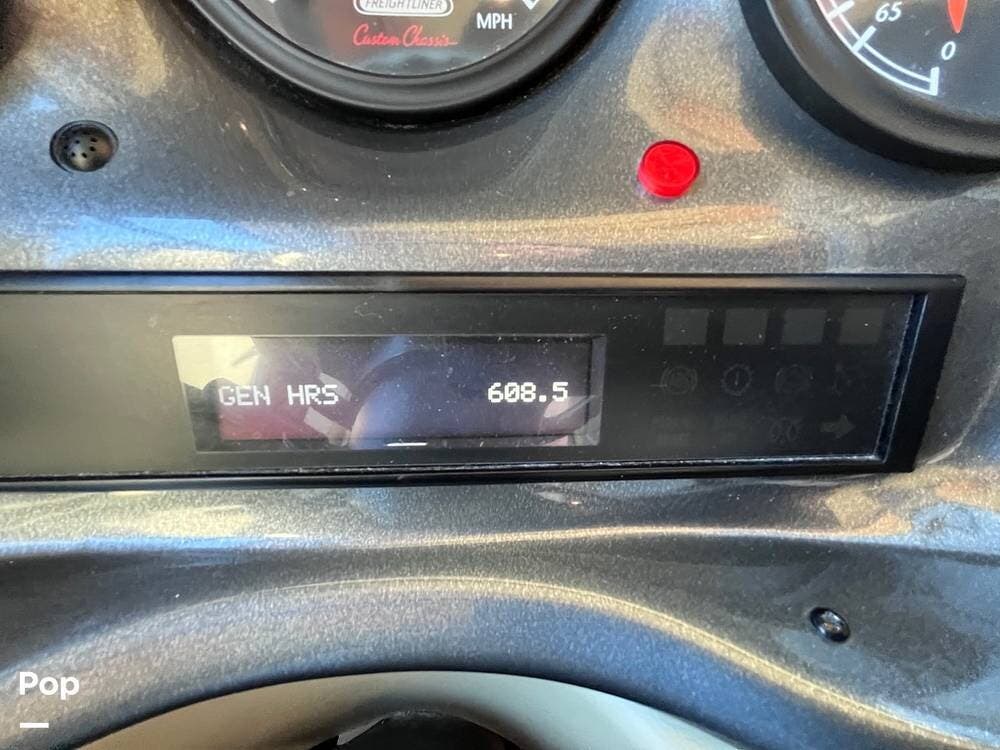 FREIGHTLINER
MPH
Custom Chassis
65
0
GEN HRS 608.5
Pop